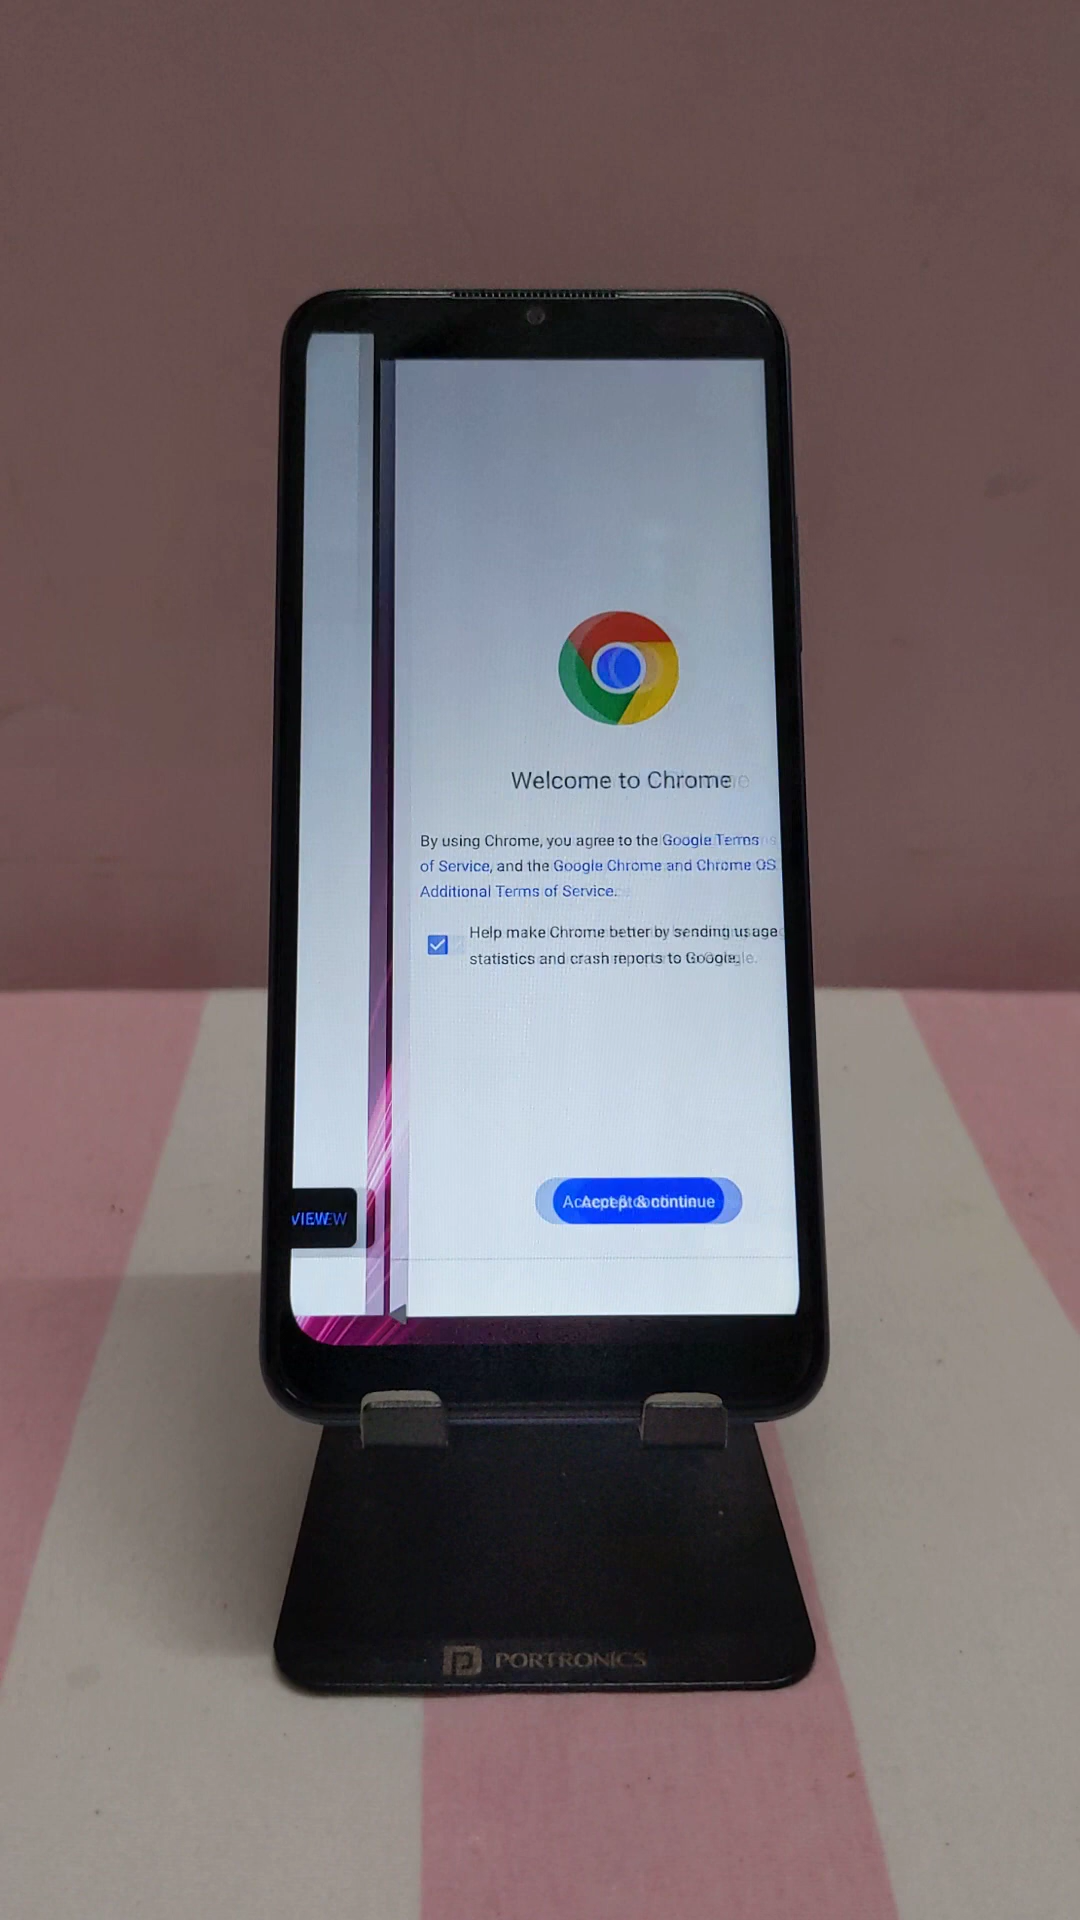 Welcome to Chrome
By using Chrome, you agree to the Google Terms
of Service, and the Google Chrome and Chrome OS
Additional Terms of Service.
Help make Chrome better by sending usage
statistics and crash reports to Google.
Accept & continue
VIEW
PORTRONICS